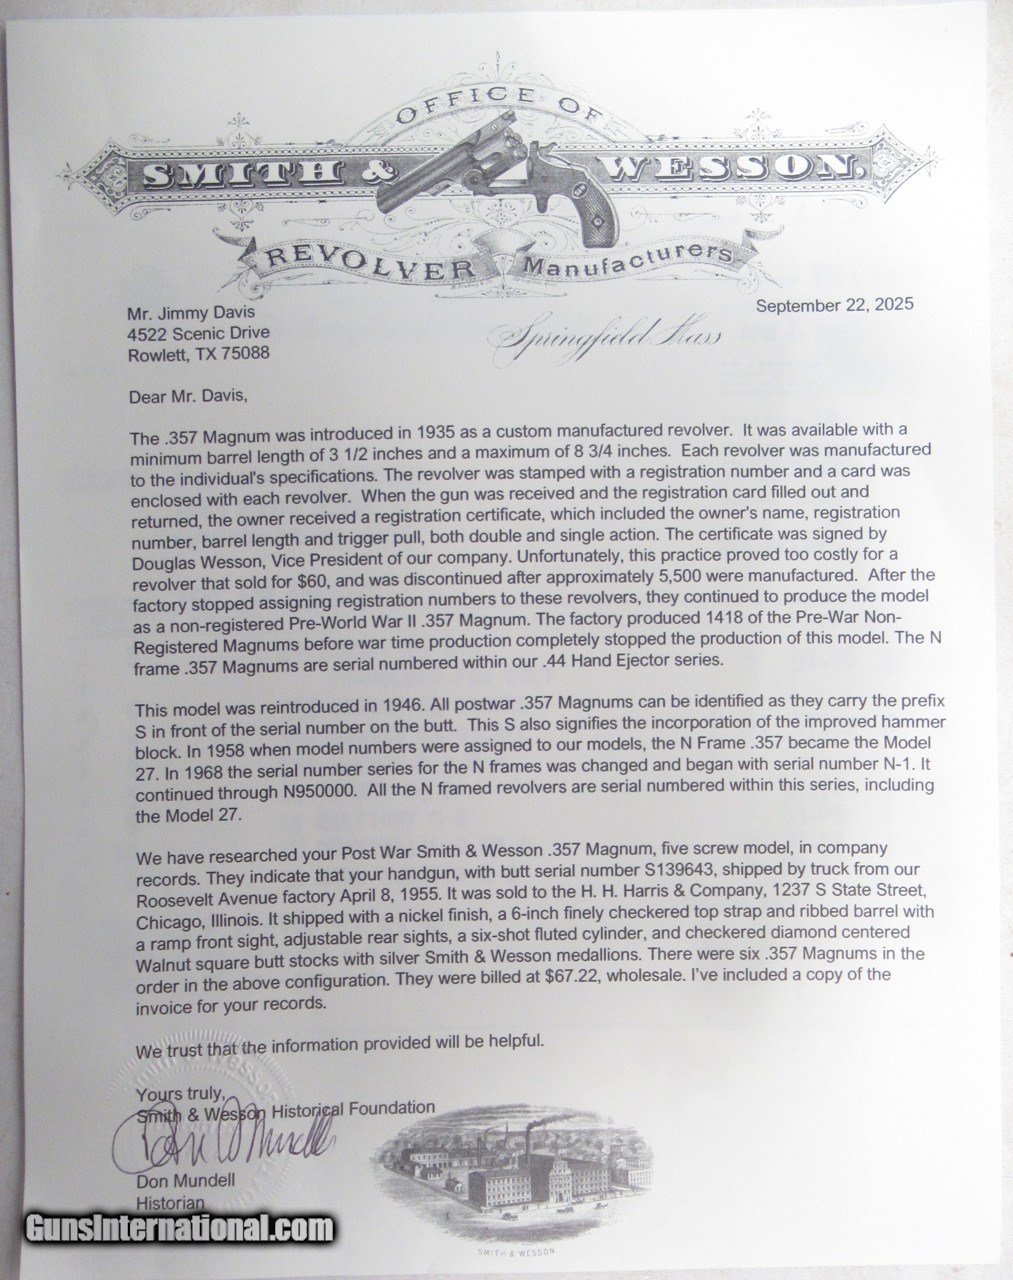 OFFICE OF
SMITH & WESSON.
REVOLVER Manufacturers
Springfield Mass
September 22, 2025
Mr. Jimmy Davis
4522 Scenic Drive
Rowlett, TX 75088
Dear Mr. Davis,
The .357 Magnum was introduced in 1935 as a custom manufactured revolver. It was available with a
minimum barrel length of 3 1/2 inches and a maximum of 8 3/4 inches. Each revolver was manufactured
to the individual's specifications. The revolver was stamped with a registration number and a card was
enclosed with each revolver. When the gun was received and the registration card filled out and
returned, the owner received a registration certificate, which included the owner's name, registration
number, barrel length and trigger pull, both double and single action. The certificate was signed by
Douglas Wesson, Vice President of our company. Unfortunately, this practice proved too costly for a
revolver that sold for $60, and was discontinued after approximately 5,500 were manufactured. After the
factory stopped assigning registration numbers to these revolvers, they continued to produce the model
as a non-registered Pre-World War II .357 Magnum. The factory produced 1418 of the Pre-War Non-
Registered Magnums before war time production completely stopped the production of this model. The N
frame .357 Magnums are serial numbered within our .44 Hand Ejector series.
This model was reintroduced in 1946. All postwar .357 Magnums can be identified as they carry the prefix
S in front of the serial number on the butt. This S also signifies the incorporation of the improved hammer
block. In 1958 when model numbers were assigned to our models, the N Frame .357 became the Model
27. In 1968 the serial number series for the N frames was changed and began with serial number N-1. It
continued through N950000. All the N framed revolvers are serial numbered within this series, including
the Model 27.
We have researched your Post War Smith & Wesson .357 Magnum, five screw model, in company
records. They indicate that your handgun, with butt serial number S139643, shipped by truck from our
Roosevelt Avenue factory April 8, 1955. It was sold to the H. H. Harris & Company, 1237 S State Street,
Chicago, Illinois. It shipped with a nickel finish, a 6-inch finely checkered top strap and ribbed barrel with
a ramp front sight, adjustable rear sights, a six-shot fluted cylinder, and checkered diamond centered
Walnut square butt stocks with silver Smith & Wesson medallions. There were six .357 Magnums in the
order in the above configuration. They were billed at $67.22, wholesale. I've included a copy of the
invoice for your records.
We trust that the information provided will be helpful.
Yours truly,
Smith & Wesson Historical Foundation
Don Mundell
Don Mundell
Historian
SMITH & WESSON
GunsInternational.com